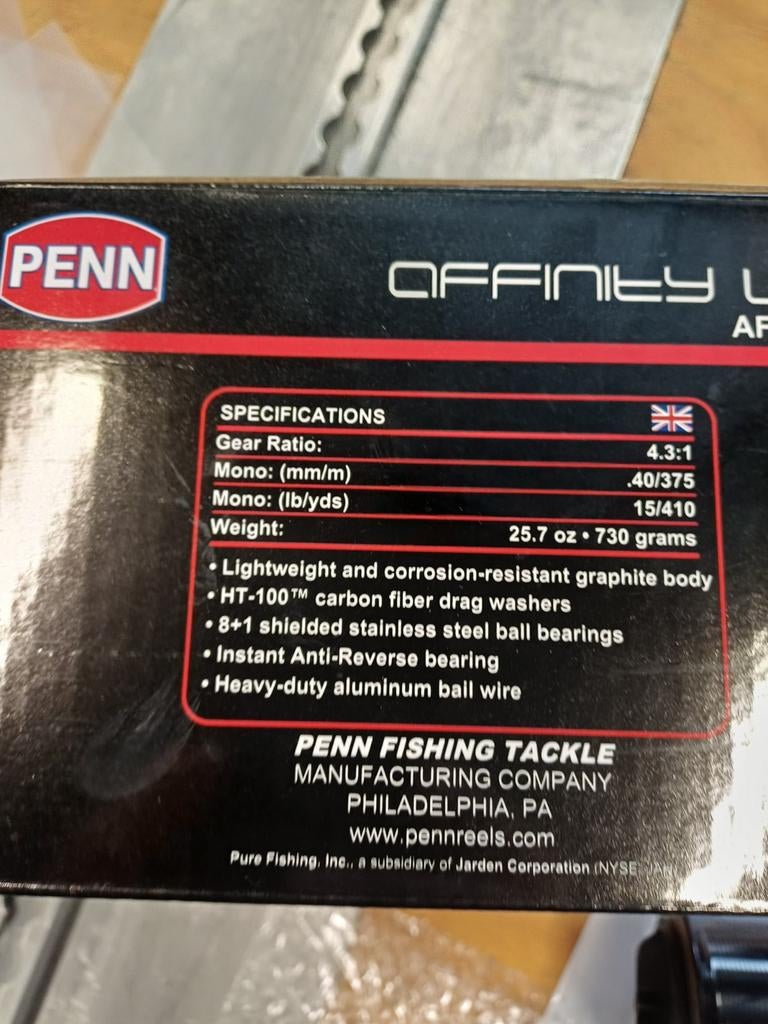 PENN
AFFINITY
AF
SPECIFICATIONS
Gear Ratio: 4.3:1
Mono: (mm/m) .40/375
Mono: (lb/yds) 15/410
Weight: 25.7 oz • 730 grams
• Lightweight and corrosion-resistant graphite body
• HT-100™ carbon fiber drag washers
• 8+1 shielded stainless steel ball bearings
• Instant Anti-Reverse bearing
• Heavy-duty aluminum bail wire
PENN FISHING TACKLE
MANUFACTURING COMPANY
PHILADELPHIA, PA
www.pennreels.com
Pure Fishing, Inc., a subsidiary of Jarden Corporation (NYSE: